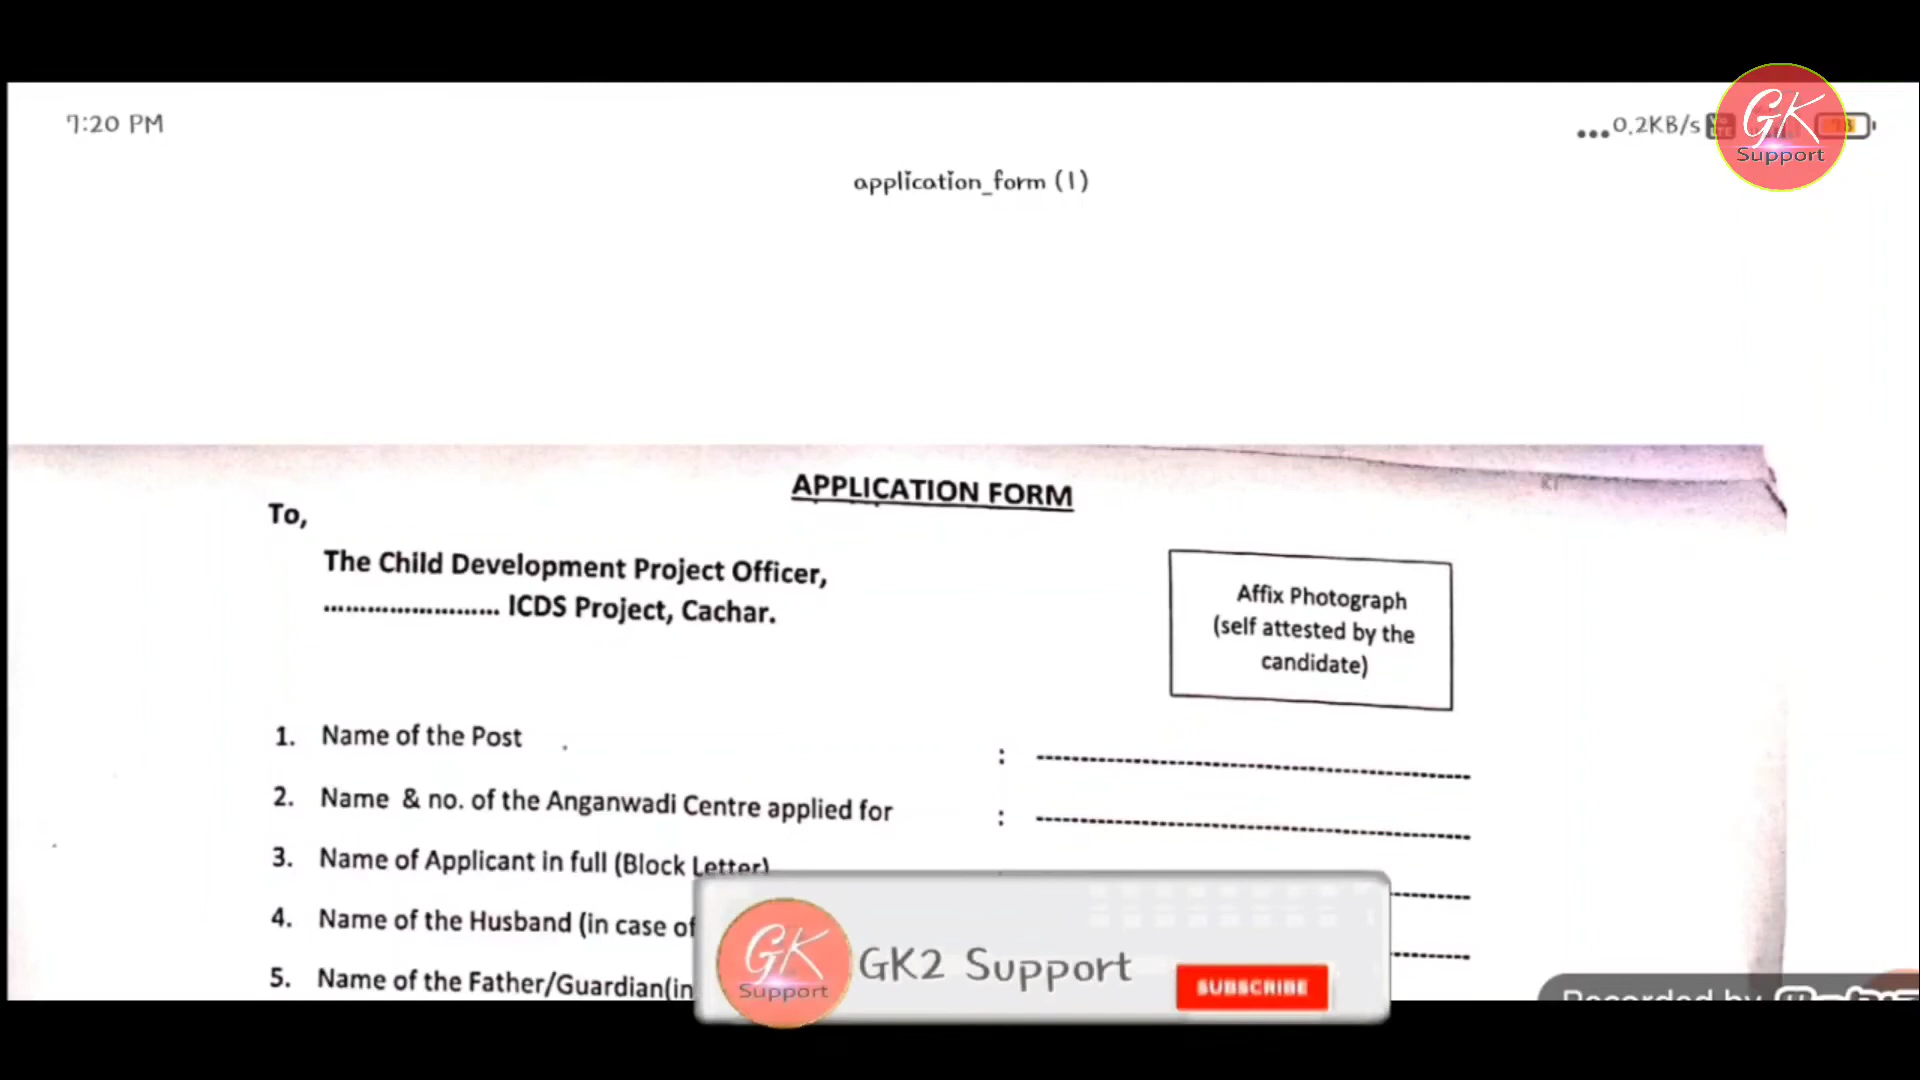 7:20 PM
...0.2KB/s
GK
Support
application_form (1)
APPLICATION FORM
To,
The Child Development Project Officer,
........................ ICDS Project, Cachar.
Affix Photograph
(self attested by the
candidate)
1. Name of the Post :
2. Name & no. of the Anganwadi Centre applied for :
3. Name of Applicant in full (Block Letter)
4. Name of the Husband (in case of
5. Name of the Father/Guardian(in
GK
Support
GK2 Support
SUBSCRIBE
Recorded by